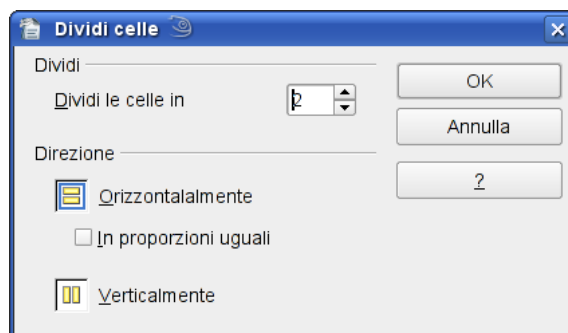 Dividi celle
Dividi
Dividi le celle in 2
OK
Annulla
Direzione
?
Orizzontalalmente
In proporzioni uguali
Verticalmente